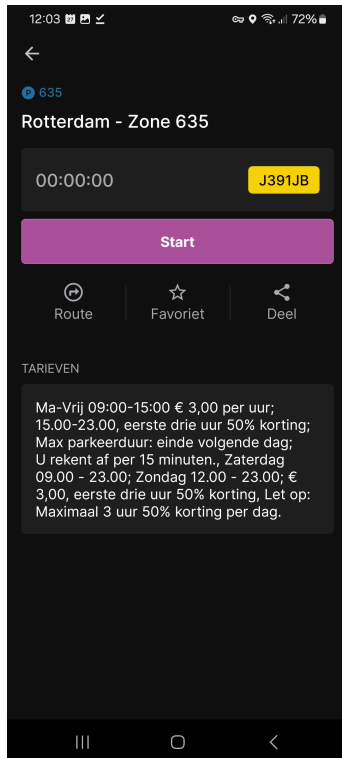 12:03 72%
P 635
Rotterdam - Zone 635
00:00:00 J391JB
Start
Route Favoriet Deel
TARIEVEN
Ma-Vrij 09:00-15:00 € 3,00 per uur;
15.00-23.00, eerste drie uur 50% korting;
Max parkeerduur: einde volgende dag;
U rekent af per 15 minuten., Zaterdag
09.00 - 23.00; Zondag 12.00 - 23.00; €
3,00, eerste drie uur 50% korting, Let op:
Maximaal 3 uur 50% korting per dag.